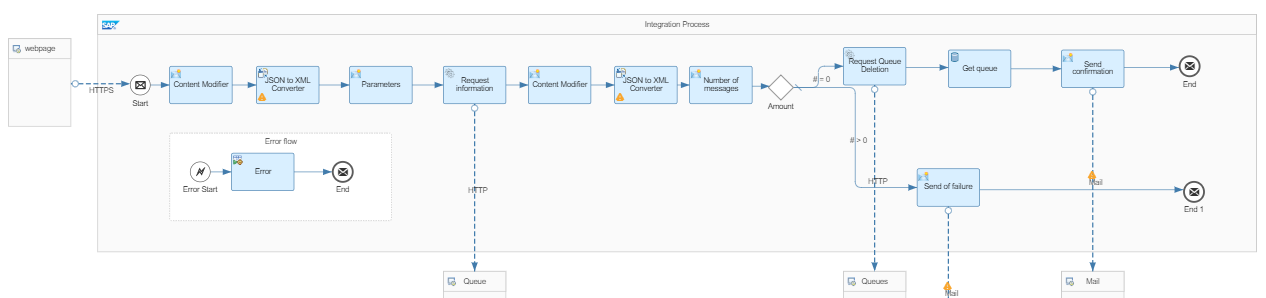 SAP
Integration Process
webpage
HTTPS
Start
Content Modifier
JSON to XML
Converter
Parameters
Request
information
Content Modifier
JSON to XML
Converter
Number of
messages
Amount
# = 0
Request Queue
Deletion
Get queue
Send
confirmation
End
# > 0
Error flow
Error Start
Error
End
HTTP
HTTP
Send of failure
Mail
End 1
Queue
Queues
Mail
Mail